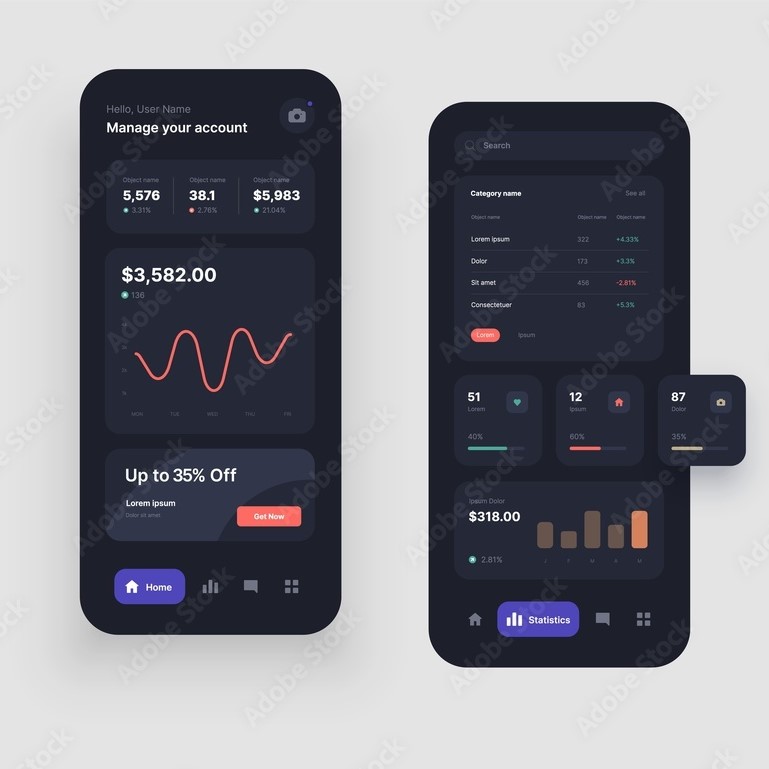 Hello, User Name
Manage your account
Object name Object name Object name
5,576 38.1 $5,983
3.31% 2.76% 21.04%
$3,582.00
136
MON TUE WED THU FRI
Up to 35% Off
Lorem ipsum
Dolor sit amet
Get Now
Home
Search
Category name See all
Object name Object name Object name
Lorem ipsum 322 +4.33%
Dolor 173 +3.3%
Sit amet 456 -2.81%
Consectetuer 83 +5.3%
Lorem Ipsum
51 12 87
Lorem Ipsum Dolor
40% 60% 35%
Ipsum Dolor
$318.00
2.81%
Statistics
Adobe Stock